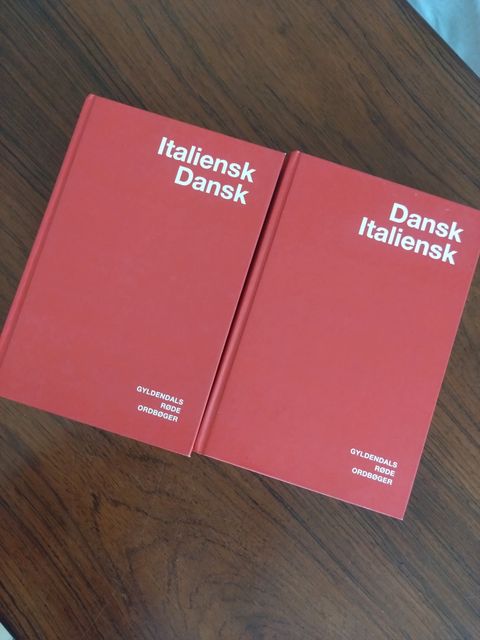 Italiensk
Dansk
GYLDENDALS
RØDE
ORDBØGER
Dansk
Italiensk
GYLDENDALS
RØDE
ORDBØGER